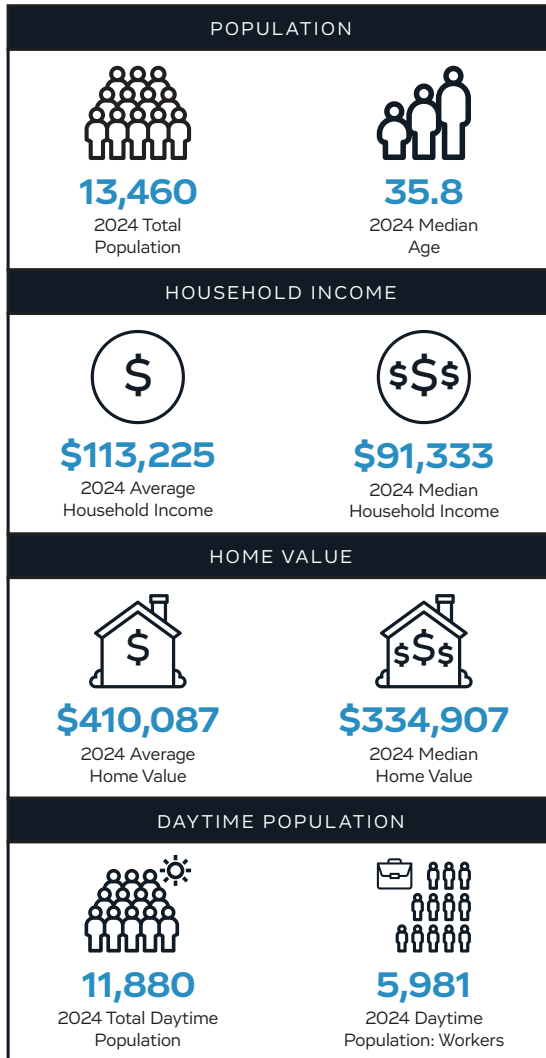 POPULATION
13,460
2024 Total
Population
35.8
2024 Median
Age
HOUSEHOLD INCOME
$
$113,225
2024 Average
Household Income
$$$
$91,333
2024 Median
Household Income
HOME VALUE
$
$410,087
2024 Average
Home Value
$$$
$334,907
2024 Median
Home Value
DAYTIME POPULATION
11,880
2024 Total Daytime
Population
5,981
2024 Daytime
Population: Workers